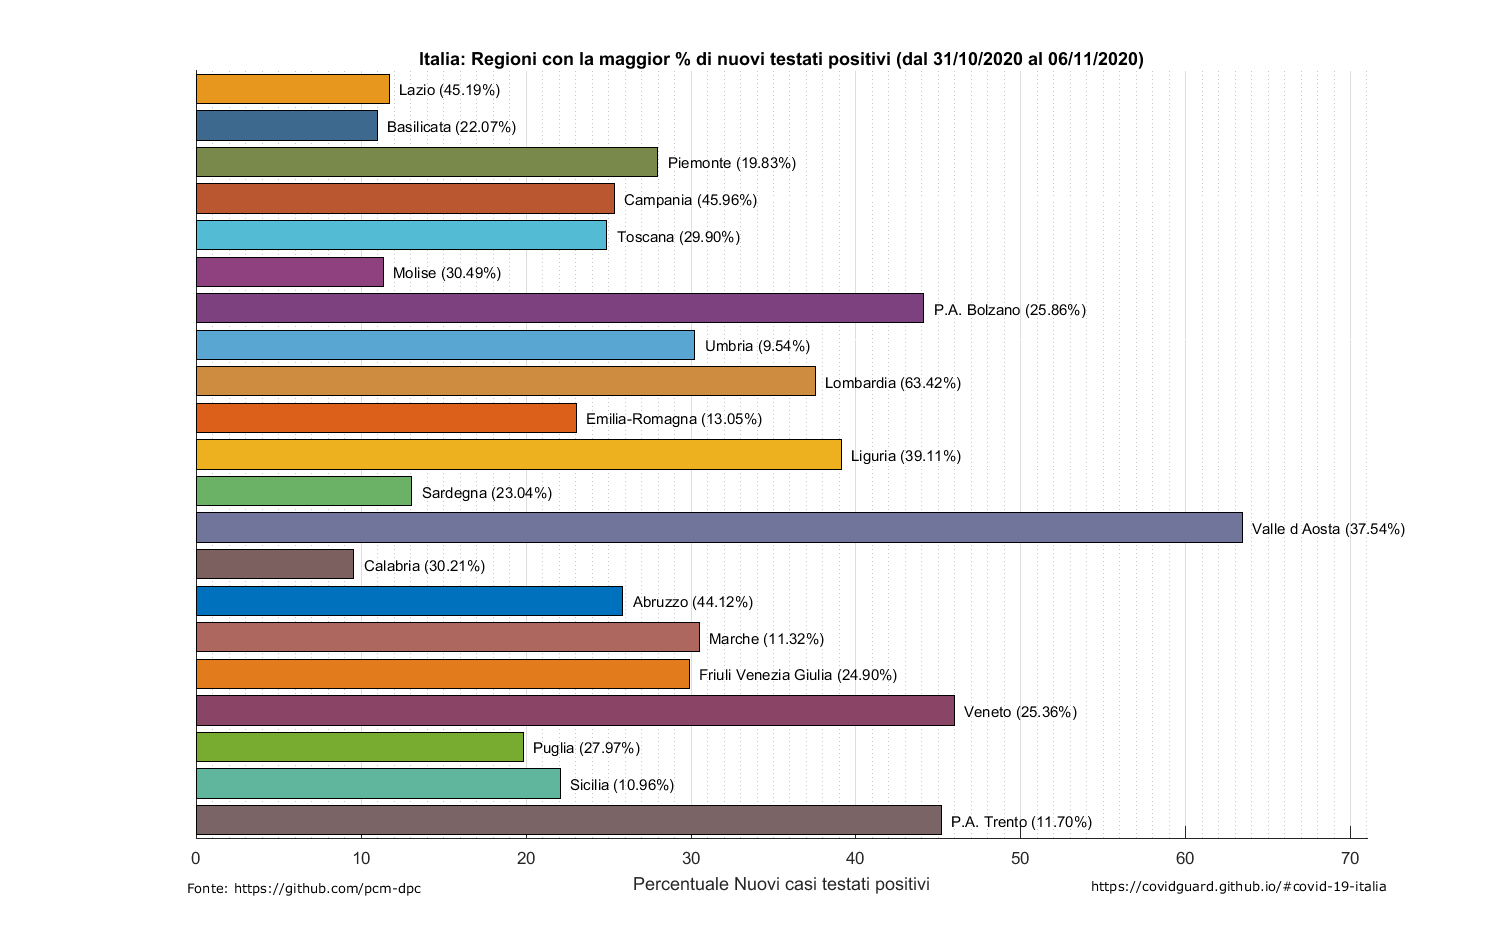 Italia: Regioni con la maggior % di nuovi testati positivi (dal 31/10/2020 al 06/11/2020)
Lazio (45.19%)
Basilicata (22.07%)
Piemonte (19.83%)
Campania (45.96%)
Toscana (29.90%)
Molise (30.49%)
P.A. Bolzano (25.86%)
Umbria (9.54%)
Lombardia (63.42%)
Emilia-Romagna (13.05%)
Liguria (39.11%)
Sardegna (23.04%)
Valle d Aosta (37.54%)
Calabria (30.21%)
Abruzzo (44.12%)
Marche (11.32%)
Friuli Venezia Giulia (24.90%)
Veneto (25.36%)
Puglia (27.97%)
Sicilia (10.96%)
P.A. Trento (11.70%)
0 10 20 30 40 50 60 70
Percentuale Nuovi casi testati positivi
Fonte: https://github.com/pcm-dpc
https://covidguard.github.io/#covid-19-italia